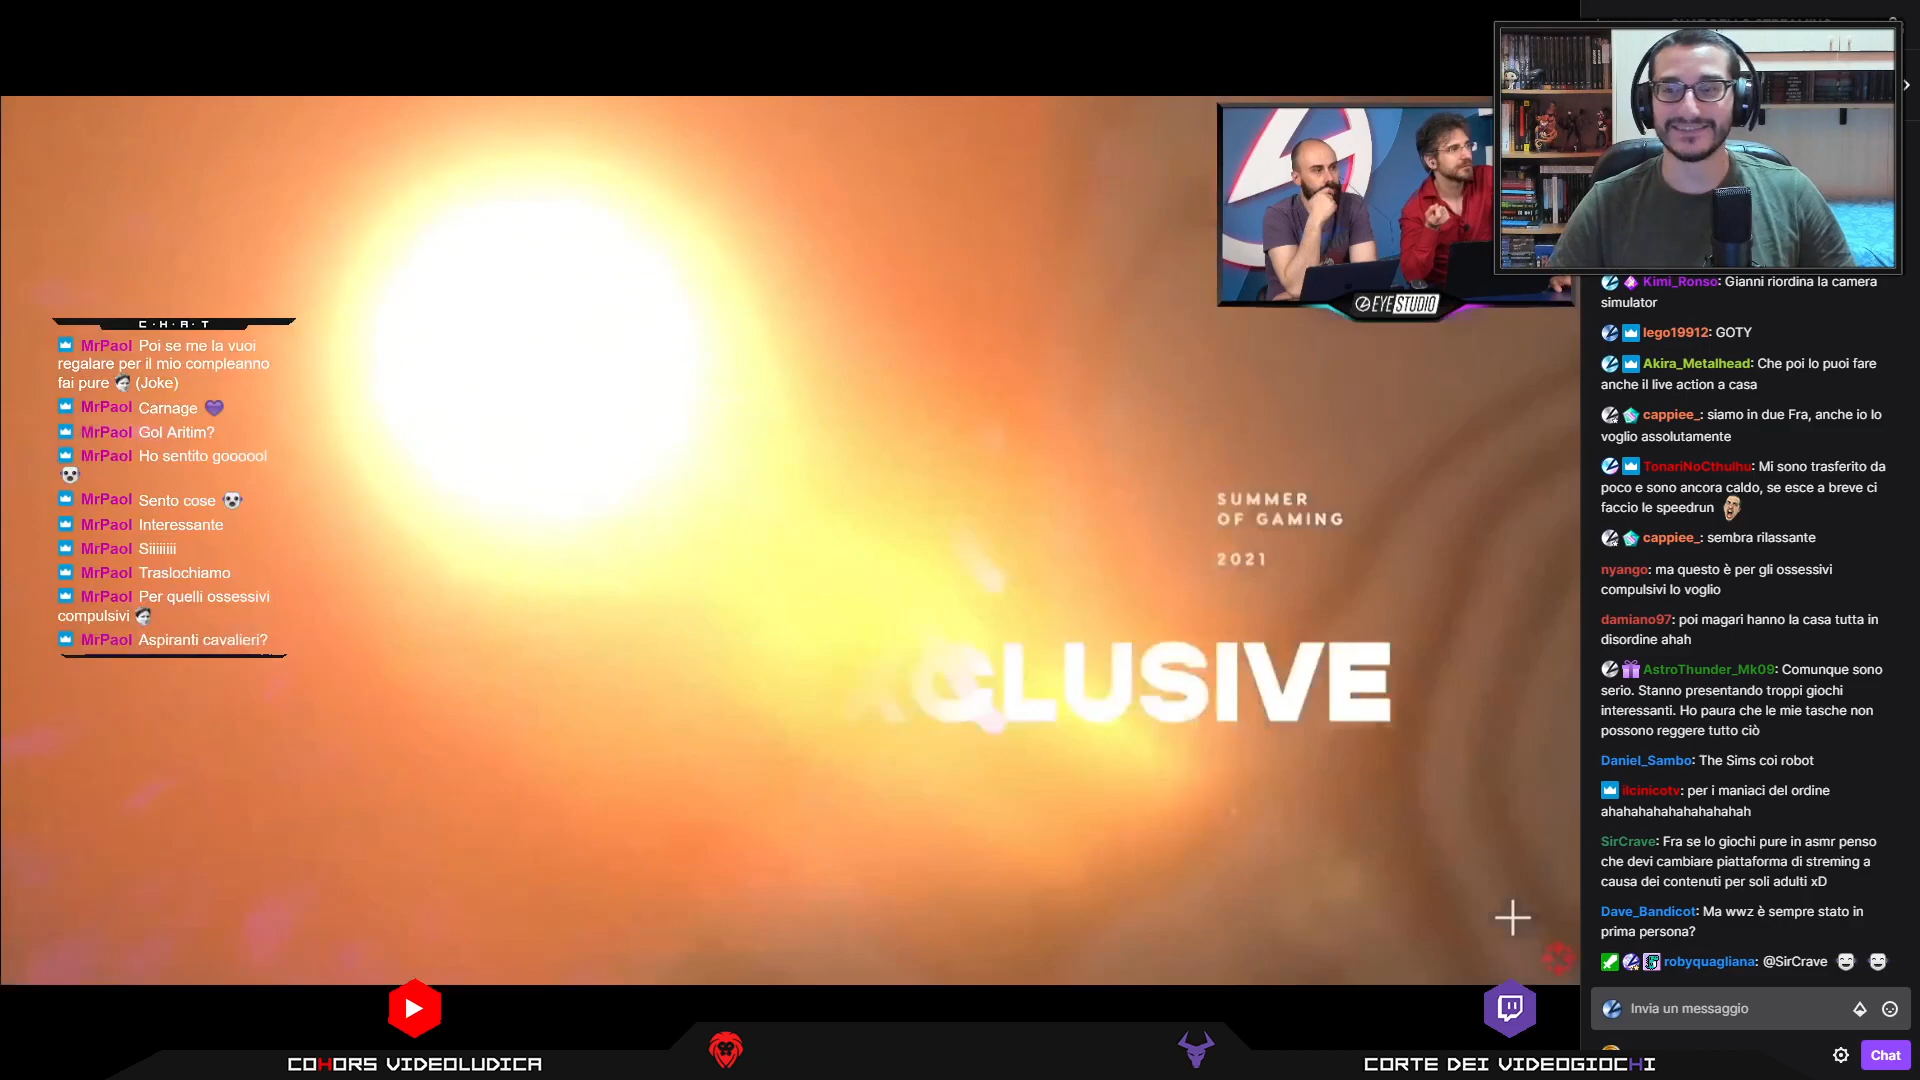 C·H·A·T
MrPaol Poi se me la vuoi
regalare per il mio compleanno
fai pure (Joke)
MrPaol Carnage
MrPaol Gol Aritim?
MrPaol Ho sentito goooool
MrPaol Sento cose
MrPaol Interessante
MrPaol Siiiiiiii
MrPaol Traslochiamo
MrPaol Per quelli ossessivi
compulsivi
MrPaol Aspiranti cavalieri?
EYESTUDIO
SUMMER
OF GAMING
2021
CLUSIVE
Kimi_Ronso: Gianni riordina la camera
simulator
lego19912: GOTY
Akira_Metalhead: Che poi lo puoi fare
anche il live action a casa
cappiee_: siamo in due Fra, anche io lo
voglio assolutamente
TonariNoCthulhu: Mi sono trasferito da
poco e sono ancora caldo, se esce a breve ci
faccio le speedrun
cappiee_: sembra rilassante
nyango: ma questo è per gli ossessivi
compulsivi lo voglio
damiano97: poi magari hanno la casa tutta in
disordine ahah
AstroThunder_Mk09: Comunque sono
serio. Stanno presentando troppi giochi
interessanti. Ho paura che le mie tasche non
possono reggere tutto ciò
Daniel_Sambo: The Sims coi robot
ilcinicotv: per i maniaci del ordine
ahahahahahahahahahah
SirCrave: Fra se lo giochi pure in asmr penso
che devi cambiare piattaforma di streming a
causa dei contenuti per soli adulti xD
Dave_Bandicot: Ma wwz è sempre stato in
prima persona?
robyquagliana: @SirCrave
Invia un messaggio
Chat
COHORS VIDEOLUDICA
CORTE DEI VIDEOGIOCHI